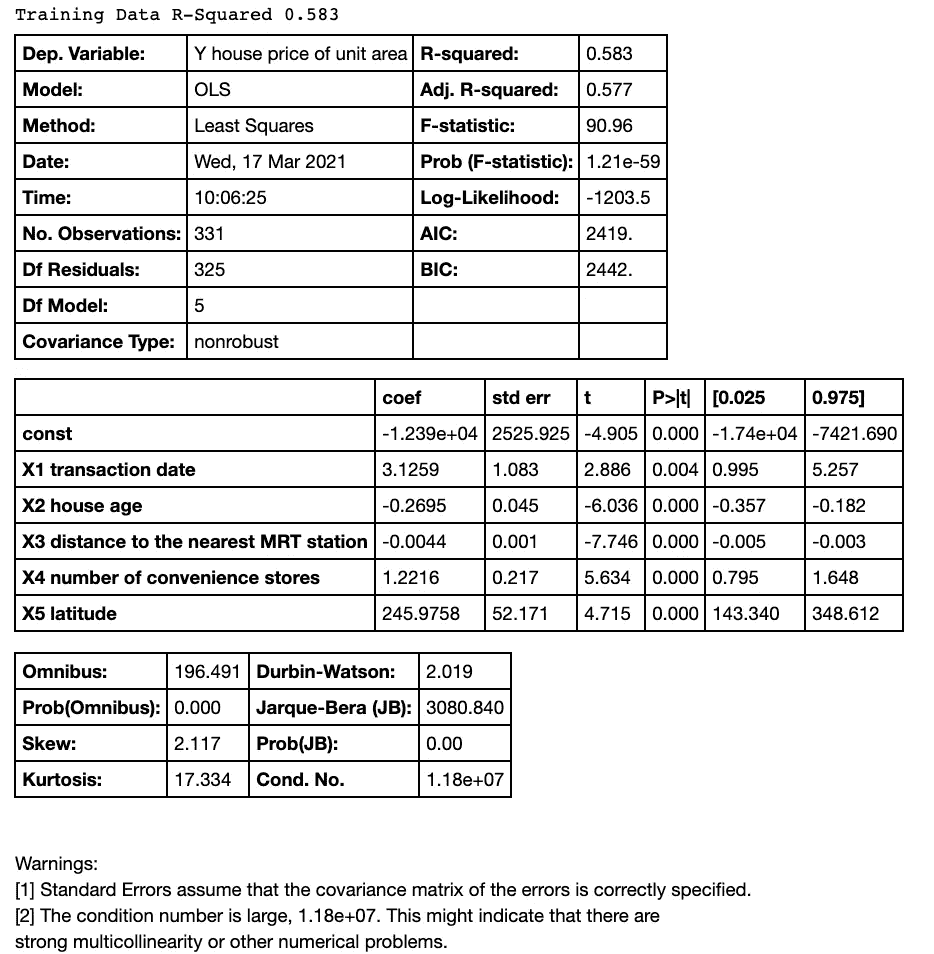 Training Data R-Squared 0.583
Dep. Variable: Y house price of unit area R-squared: 0.583
Model: OLS Adj. R-squared: 0.577
Method: Least Squares F-statistic: 90.96
Date: Wed, 17 Mar 2021 Prob (F-statistic): 1.21e-59
Time: 10:06:25 Log-Likelihood: -1203.5
No. Observations: 331 AIC: 2419.
Df Residuals: 325 BIC: 2442.
Df Model: 5
Covariance Type: nonrobust
coef std err t P>|t| [0.025 0.975]
const -1.239e+04 2525.925 -4.905 0.000 -1.74e+04 -7421.690
X1 transaction date 3.1259 1.083 2.886 0.004 0.995 5.257
X2 house age -0.2695 0.045 -6.036 0.000 -0.357 -0.182
X3 distance to the nearest MRT station -0.0044 0.001 -7.746 0.000 -0.005 -0.003
X4 number of convenience stores 1.2216 0.217 5.634 0.000 0.795 1.648
X5 latitude 245.9758 52.171 4.715 0.000 143.340 348.612
Omnibus: 196.491 Durbin-Watson: 2.019
Prob(Omnibus): 0.000 Jarque-Bera (JB): 3080.840
Skew: 2.117 Prob(JB): 0.00
Kurtosis: 17.334 Cond. No. 1.18e+07
Warnings:
[1] Standard Errors assume that the covariance matrix of the errors is correctly specified.
[2] The condition number is large, 1.18e+07. This might indicate that there are
strong multicollinearity or other numerical problems.